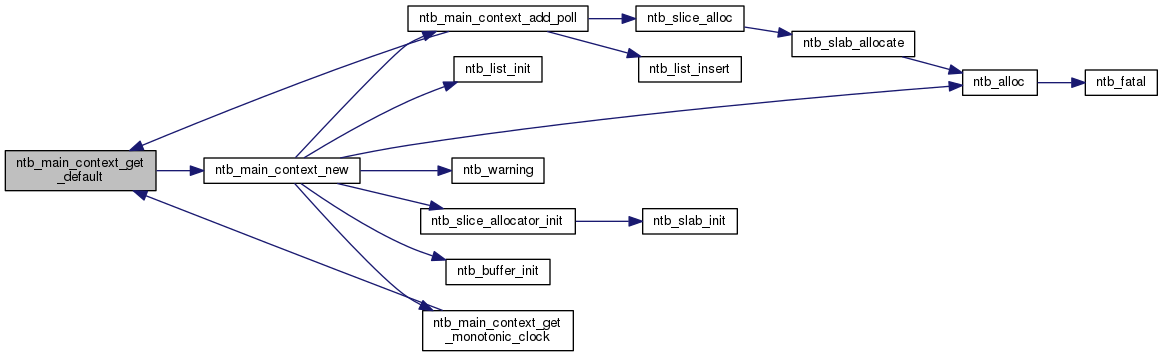 ntb_main_context_get
_default
ntb_main_context_new
ntb_main_context_add_poll
ntb_list_init
ntb_warning
ntb_slice_allocator_init
ntb_buffer_init
ntb_main_context_get
_monotonic_clock
ntb_slice_alloc
ntb_list_insert
ntb_slab_init
ntb_slab_allocate
ntb_alloc
ntb_fatal